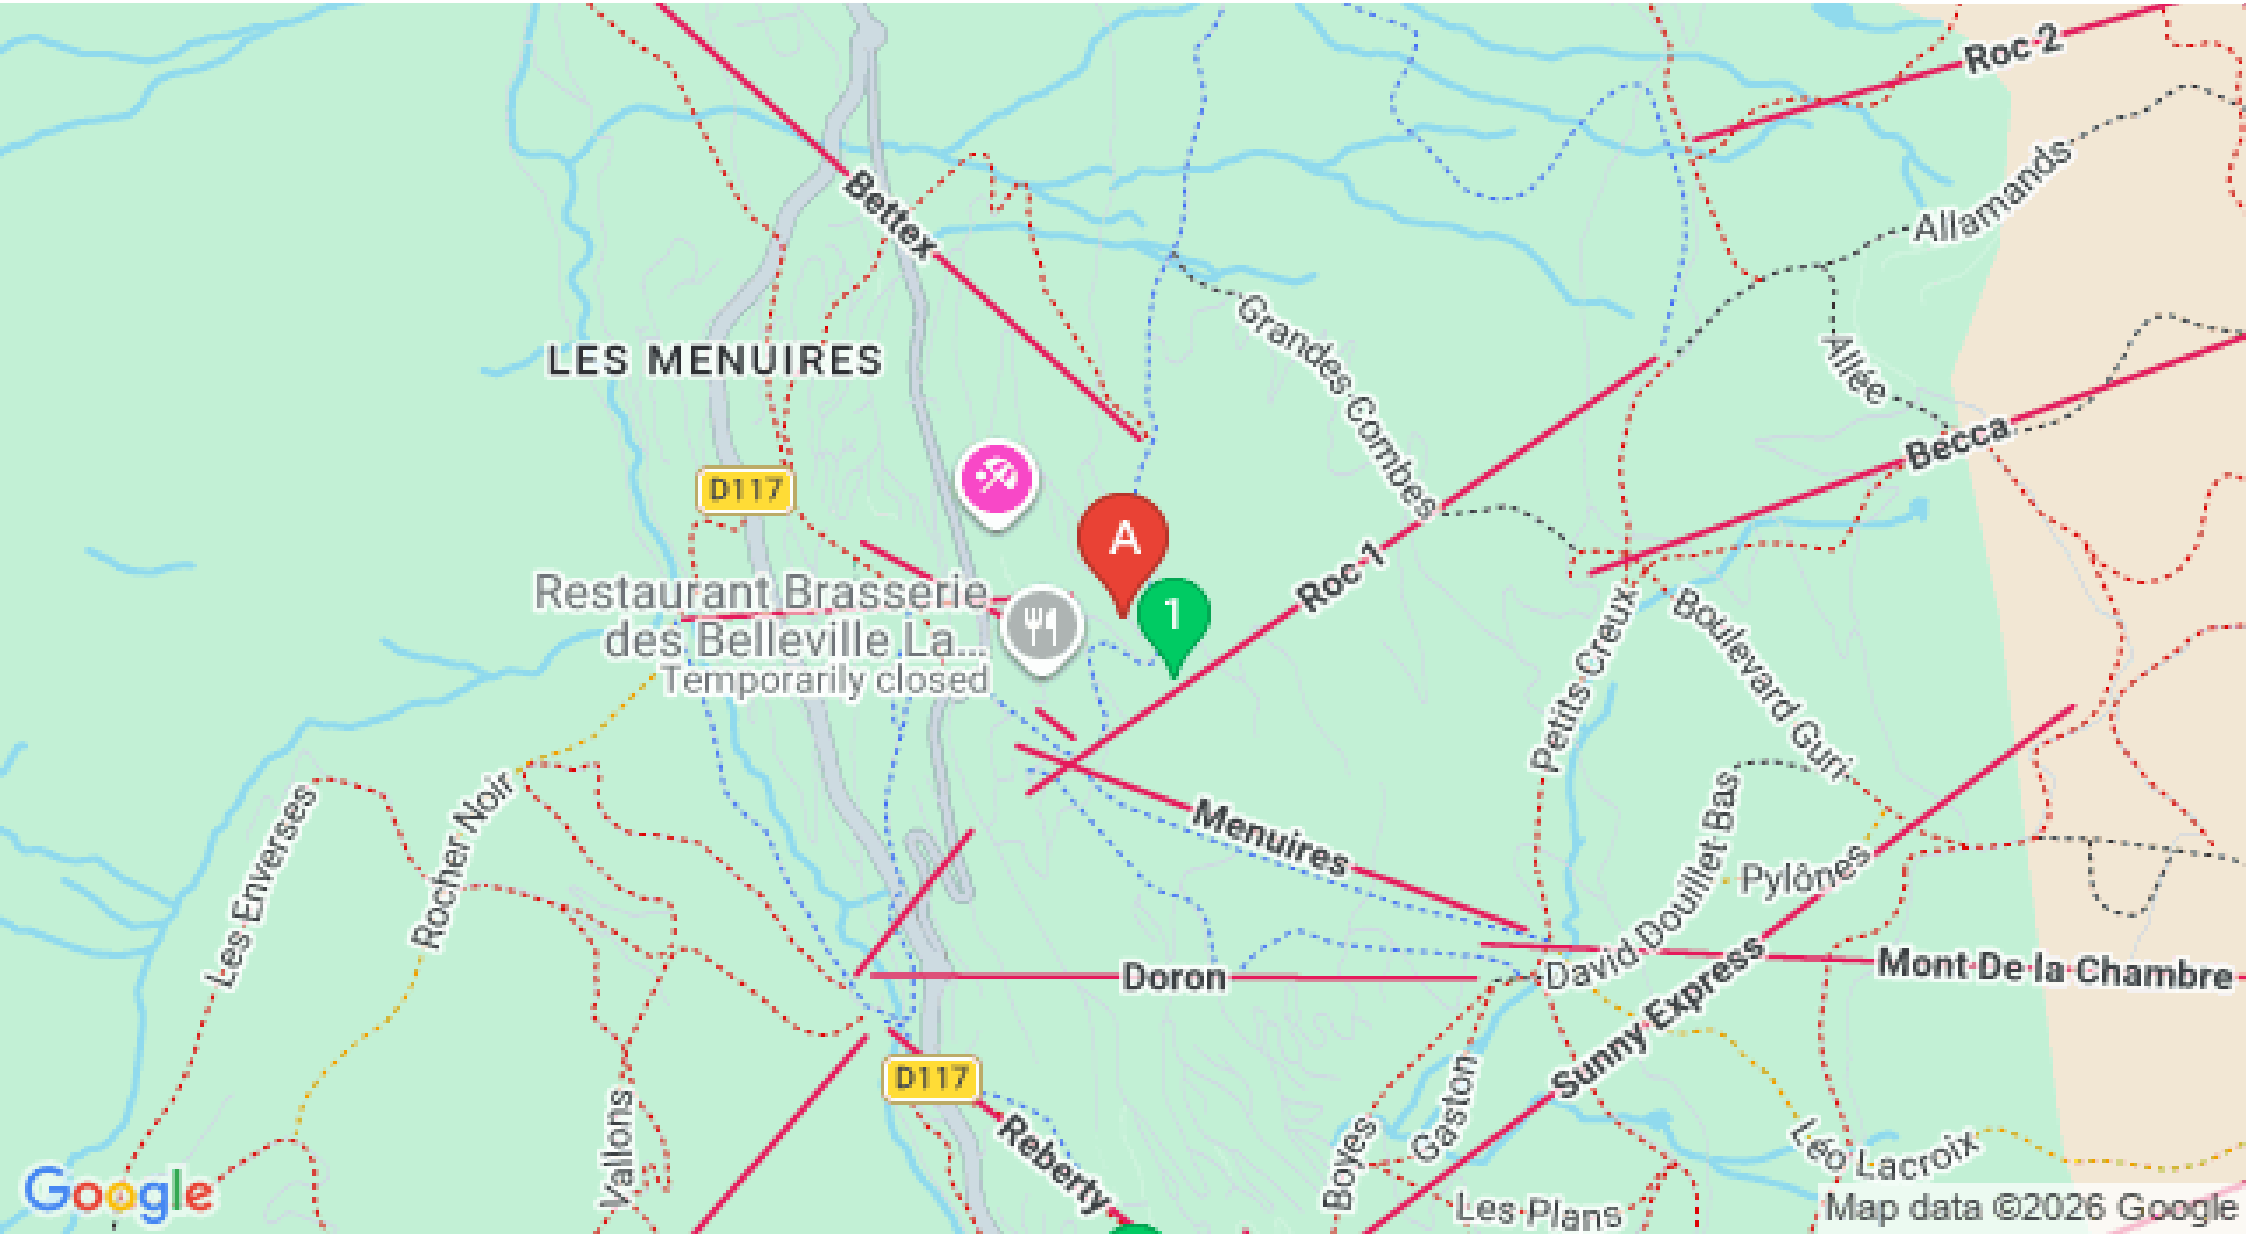 Roc 2
Allamands
Bettex
Grandes Combes
Allée
LES MENUIRES
Becca
D117
A
Roc 1
1
Restaurant Brasserie
des Belleville La...
Temporarily closed
Petits Creux
Boulevard Guri
Les Enverses
Rocher Noir
Menuires
David Douillet Bas
Pylônes
Doron
Mont De la Chambre
Sunny Express
D117
Reberty
Vallons
Boyes
Gaston
Léo Lacroix
Les Plans
Google
Map data ©2026 Google